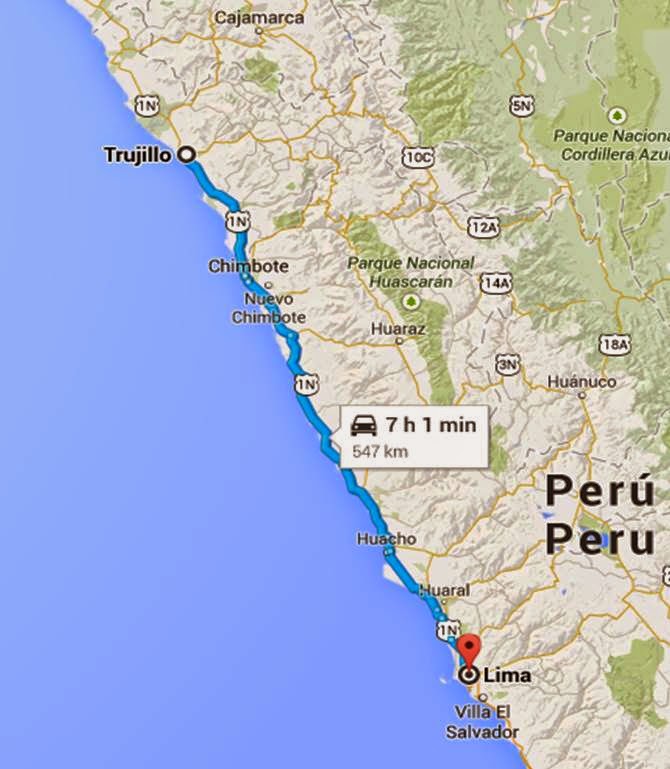 Cajamarca
1N
5N
Parque Naciona
Cordillera Azu
Trujillo
10C
1N
12A
Chimbote
Parque Nacional
Huascarán
14A
Nuevo
Chimbote
Huaraz
18A
3N
1N
Huánuco
7 h 1 min
547 km
Perú
Peru
Huacho
Huaral
1N
Lima
Villa El
Salvador